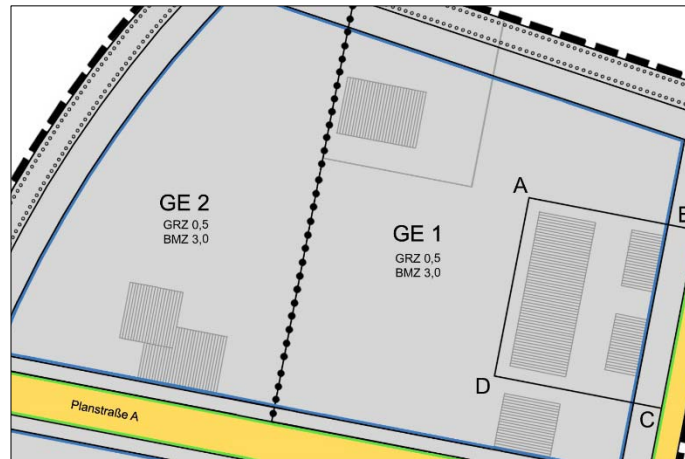 A
B
GE 2
GRZ 0,5
BMZ 3,0
GE 1
GRZ 0,5
BMZ 3,0
D
C
Planstraße A